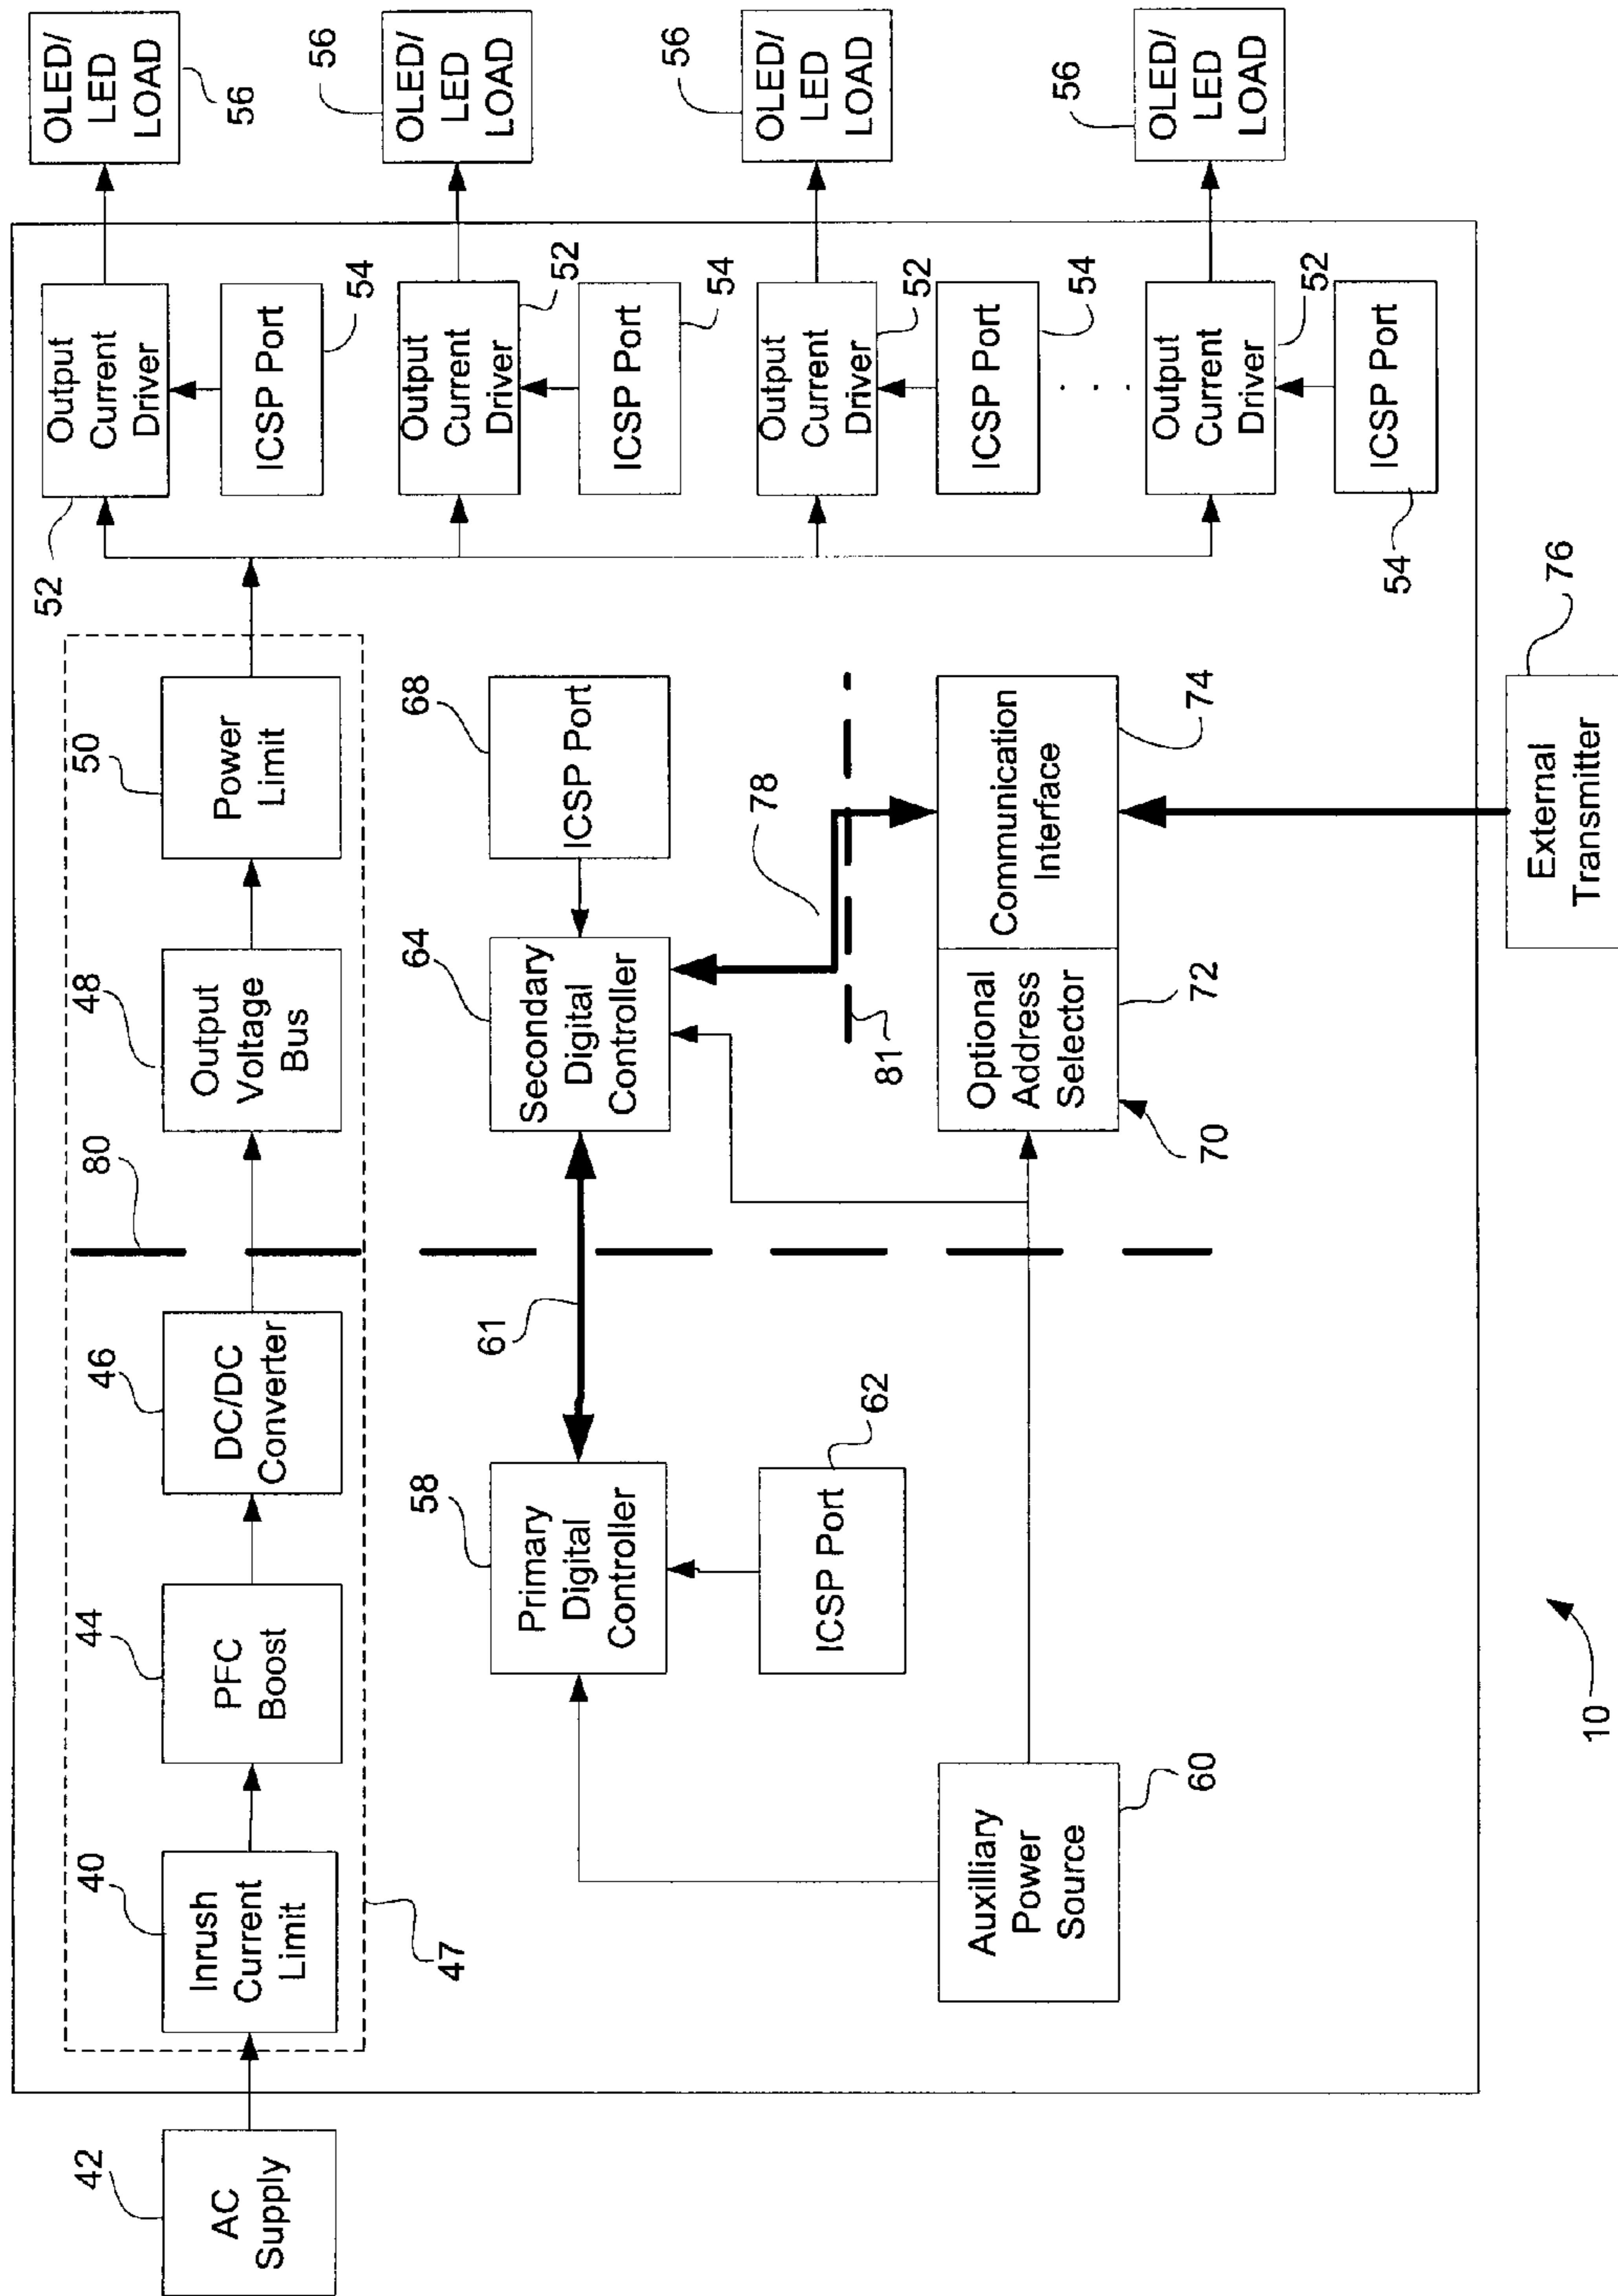 42
AC
Supply
40
Inrush
Current
Limit
44
PFC
Boost
46
DC/DC
Converter
47
80
48
Output
Voltage
Bus
50
Power
Limit
52
Output
Current
Driver
ICSP Port
54
OLED/
LED
LOAD
56
Output
Current
Driver
52
ICSP Port
54
56
OLED/
LED
LOAD
Output
Current
Driver
52
ICSP Port
54
56
OLED/
LED
LOAD
. . .
Output
Current
Driver
52
ICSP Port
54
56
OLED/
LED
LOAD
58
Primary
Digital
Controller
61
62
ICSP Port
64
Secondary
Digital
Controller
68
ICSP Port
78
81
Auxilliary
Power
Source
60
Optional
Address
Selector
70
72
Communication
Interface
74
External
Transmitter
76
10